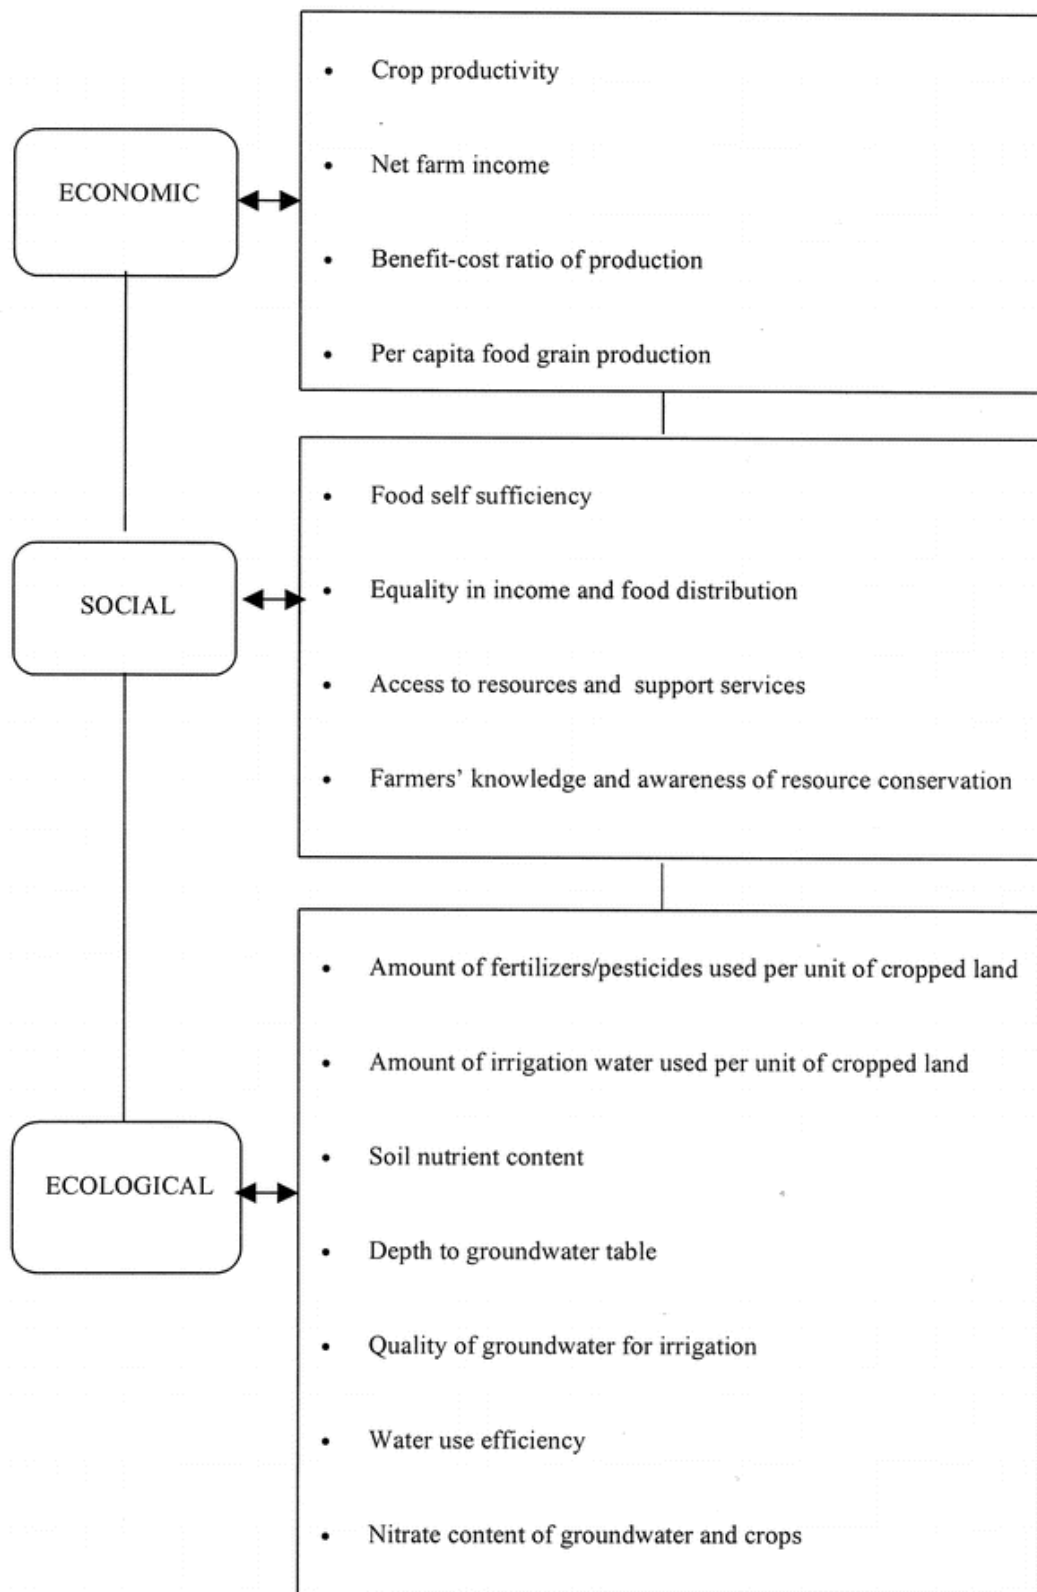 • Crop productivity
ECONOMIC
• Net farm income
• Benefit-cost ratio of production
• Per capita food grain production
• Food self sufficiency
• Equality in income and food distribution
SOCIAL
• Access to resources and support services
• Farmers’ knowledge and awareness of resource conservation
• Amount of fertilizers/pesticides used per unit of cropped land
• Amount of irrigation water used per unit of cropped land
• Soil nutrient content
ECOLOGICAL
• Depth to groundwater table
• Quality of groundwater for irrigation
• Water use efficiency
• Nitrate content of groundwater and crops